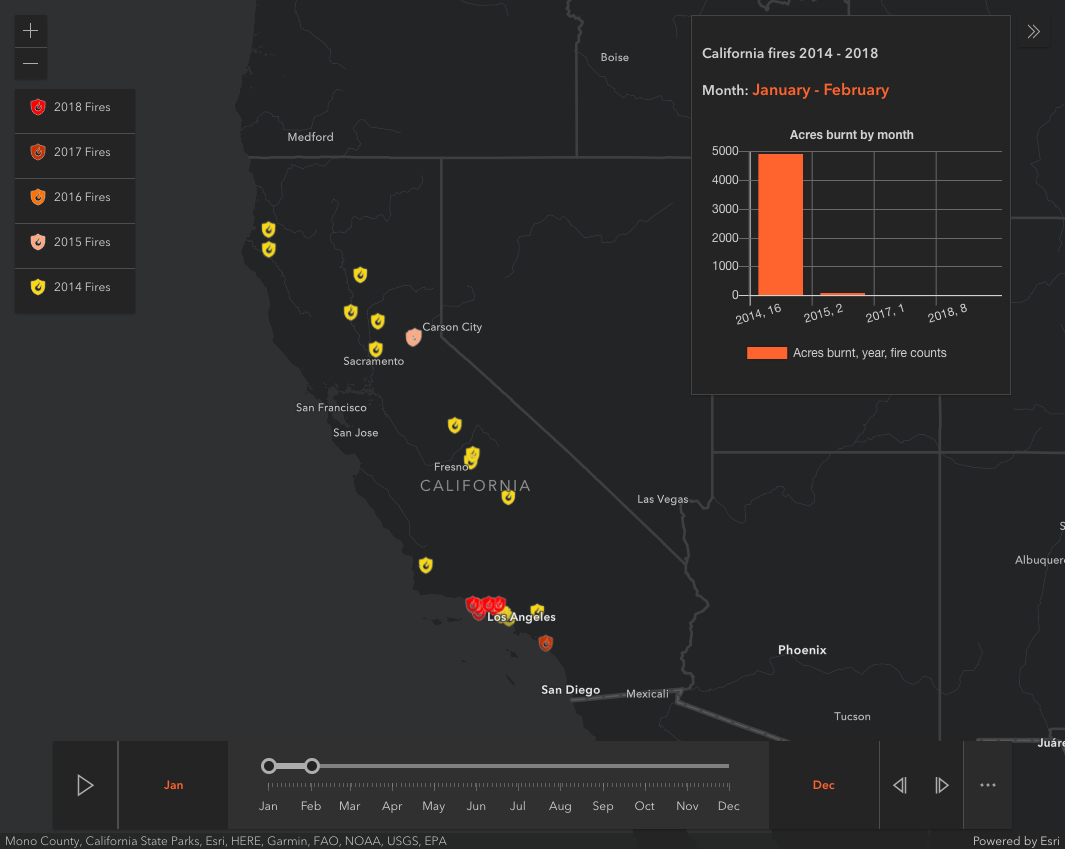 2018 Fires
2017 Fires
2016 Fires
2015 Fires
2014 Fires
Boise
Medford
Carson City
Sacramento
San Francisco
San Jose
Fresno
CALIFORNIA
Las Vegas
Albuquer
Los Angeles
Phoenix
San Diego
Mexicali
Tucson
Juáre
California fires 2014 - 2018
Month: January - February
Acres burnt by month
5000
4000
3000
2000
1000
0
2014, 16
2015, 2
2017, 1
2018, 8
Acres burnt, year, fire counts
Jan
Jan Feb Mar Apr May Jun Jul Aug Sep Oct Nov Dec
Dec
Mono County, California State Parks, Esri, HERE, Garmin, FAO, NOAA, USGS, EPA
Powered by Esri